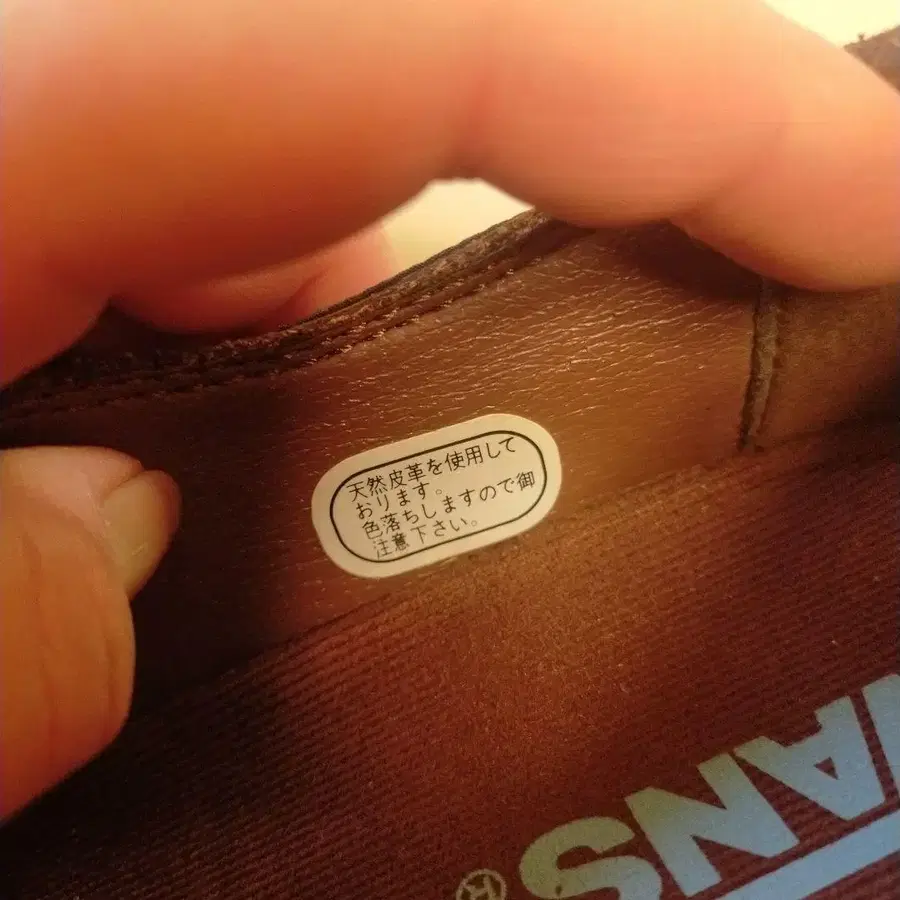 天然皮革を使用して
おります。
色落ちしますので御
注意下さい。
VANS
®